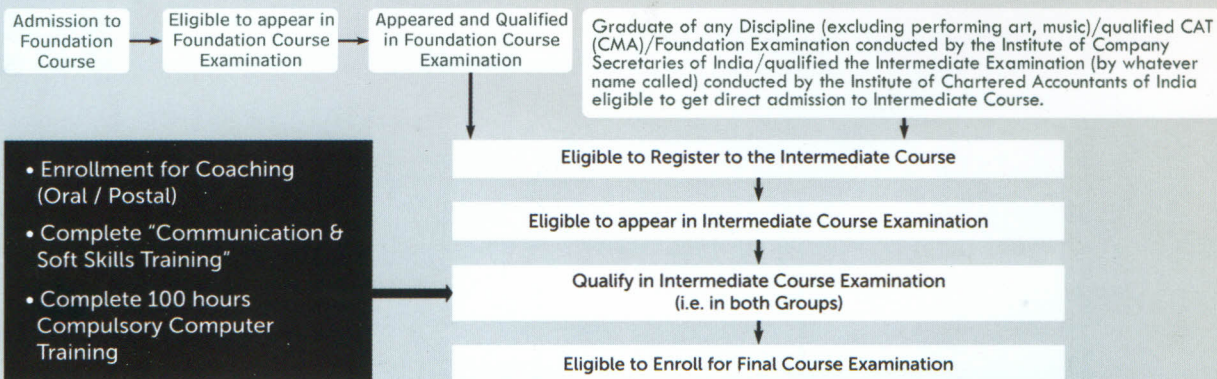 Admission to
Foundation
Course
Eligible to appear in
Foundation Course
Examination
Appeared and Qualified
in Foundation Course
Examination
Graduate of any Discipline (excluding performing art, music)/qualified CAT
(CMA)/Foundation Examination conducted by the Institute of Company
Secretaries of India/qualified the Intermediate Examination (by whatever
name called) conducted by the Institute of Chartered Accountants of India
eligible to get direct admission to Intermediate Course.
• Enrollment for Coaching
(Oral / Postal)
• Complete “Communication &
Soft Skills Training”
• Complete 100 hours
Compulsory Computer
Training
Eligible to Register to the Intermediate Course
Eligible to appear in Intermediate Course Examination
Qualify in Intermediate Course Examination
(i.e. in both Groups)
Eligible to Enroll for Final Course Examination